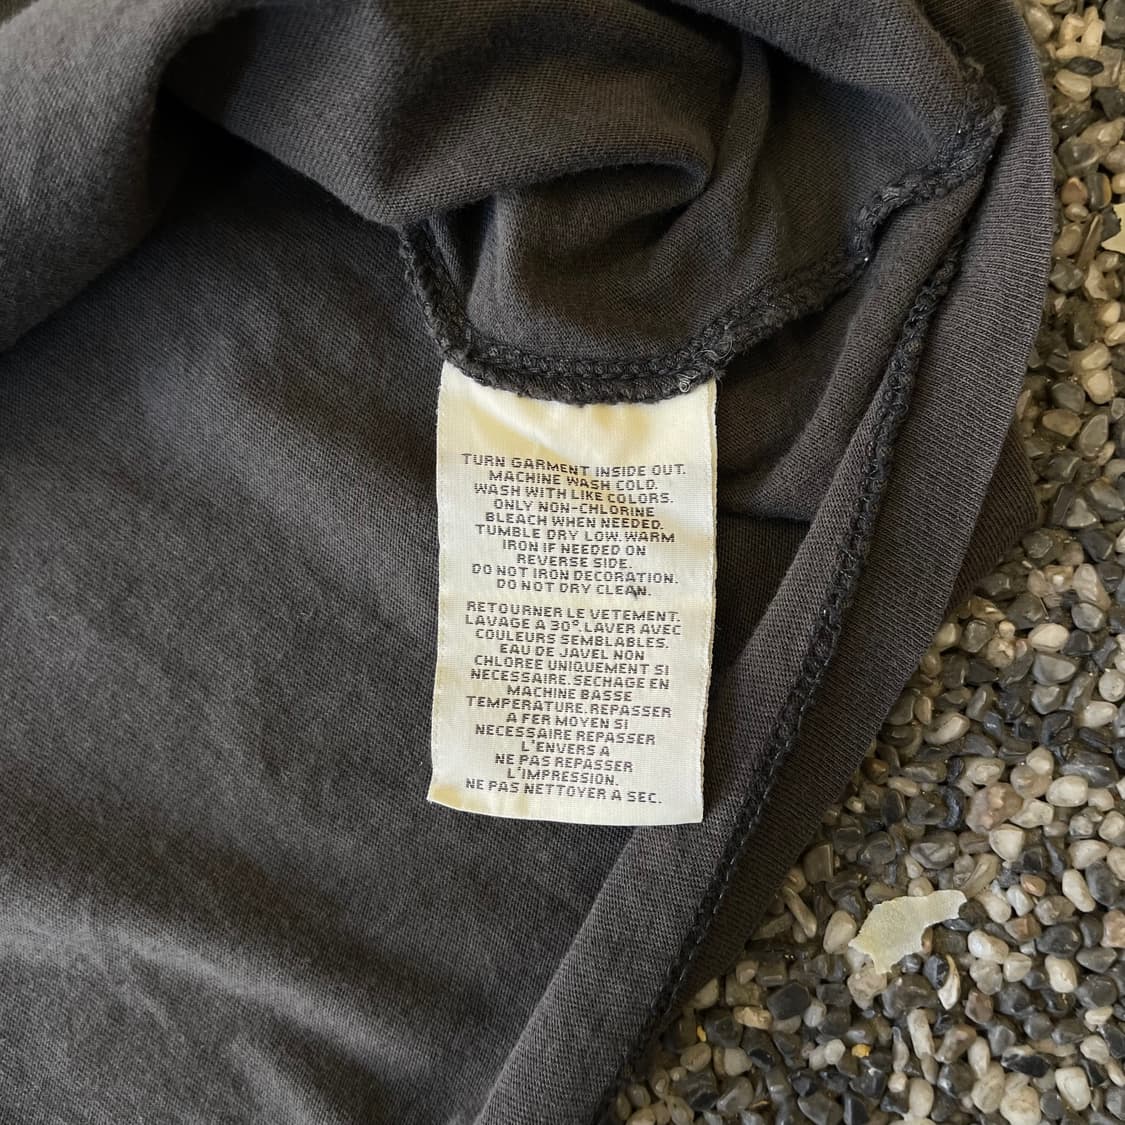 TURN GARMENT INSIDE OUT.
MACHINE WASH COLD.
WASH WITH LIKE COLORS.
ONLY NON-CHLORINE
BLEACH WHEN NEEDED.
TUMBLE DRY LOW. WARM
IRON IF NEEDED ON
REVERSE SIDE.
DO NOT IRON DECORATION.
DO NOT DRY CLEAN.
RETOURNER LE VETEMENT.
LAVAGE A 30°. LAVER AVEC
COULEURS SEMBLABLES.
EAU DE JAVEL NON
CHLOREE UNIQUEMENT SI
NECESSAIRE. SECHAGE EN
MACHINE BASSE
TEMPERATURE. REPASSER
A FER MOYEN SI
NECESSAIRE REPASSER
L'ENVERS A
NE PAS REPASSER
L'IMPRESSION.
NE PAS NETTOYER A SEC.